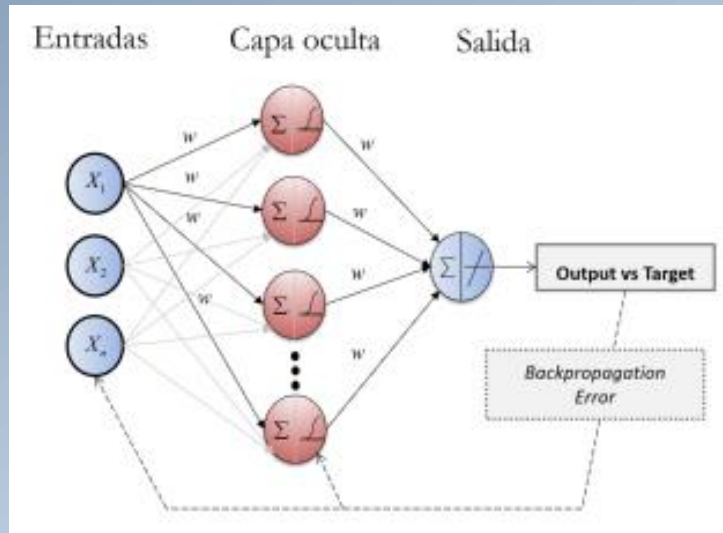 Entradas
Capa oculta
Salida
Σ
w
w
X₁
w
w
Σ
w
w
X₂
Σ
w
Σ
Output vs Target
w
Xₙ
Backpropagation
Error
Σ